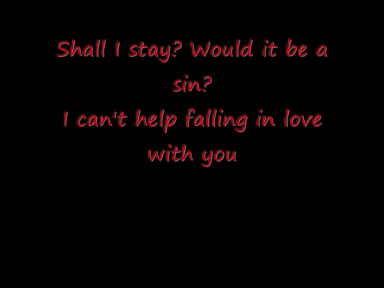 Shall I stay? Would it be a
sin?
I can't help falling in love
with you